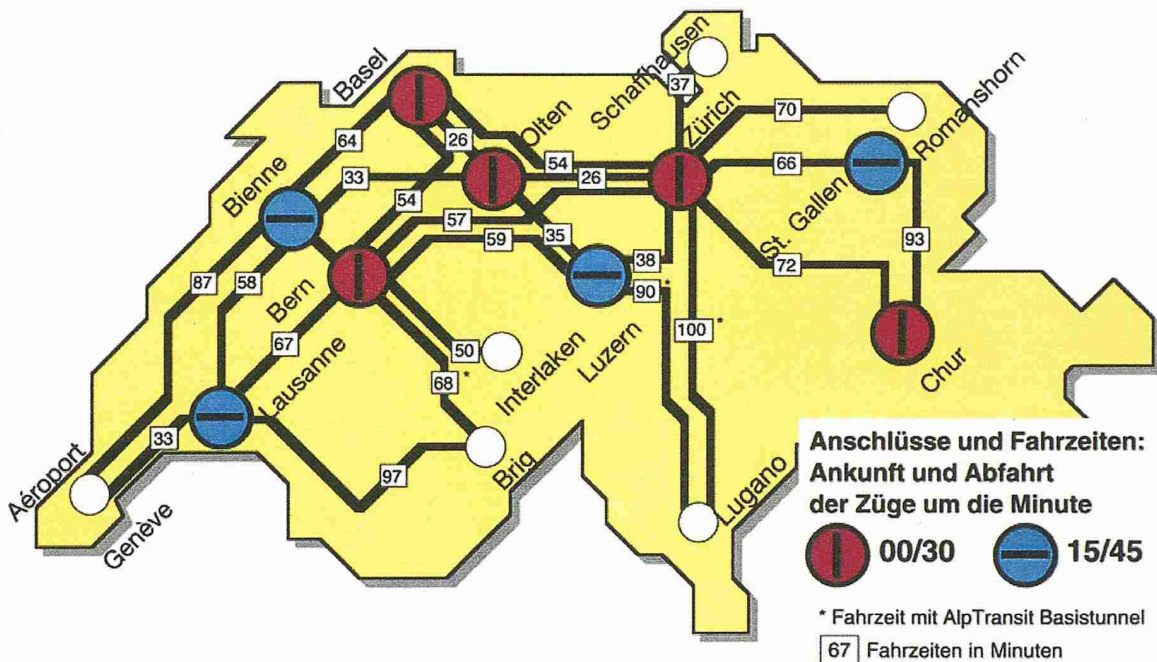 Basel
Olten
Schaffhausen
37
Zürich
70
Romanshorn
64
26
54
66
Bienne
33
26
St. Gallen
54
57
35
93
59
38
72
87
58
Bern
90*
67
100*
Lausanne
50
68*
Interlaken
Luzern
Chur
33
97
Brig
Aéroport
Genève
Lugano
Anschlüsse und Fahrzeiten:
Ankunft und Abfahrt
der Züge um die Minute
00/30
15/45
* Fahrzeit mit AlpTransit Basistunnel
67 Fahrzeiten in Minuten